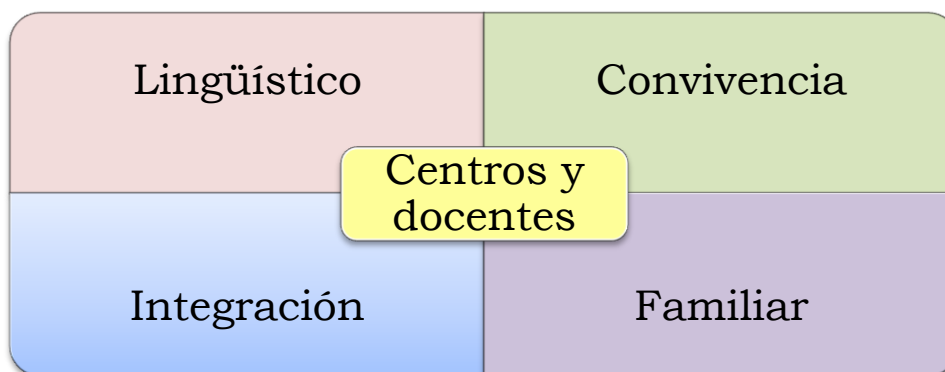 Lingüístico
Convivencia
Centros y
docentes
Integración
Familiar